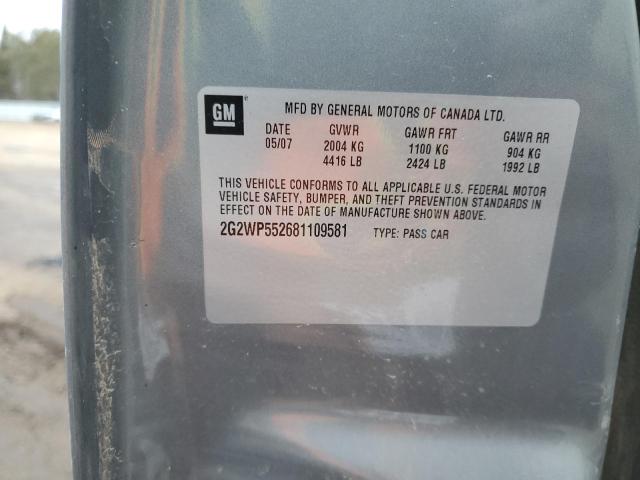 GM
MFD BY GENERAL MOTORS OF CANADA LTD.
DATE GVWR GAWR FRT GAWR RR
05/07 2004 KG 1100 KG 904 KG
4416 LB 2424 LB 1992 LB
THIS VEHICLE CONFORMS TO ALL APPLICABLE U.S. FEDERAL MOTOR
VEHICLE SAFETY, BUMPER, AND THEFT PREVENTION STANDARDS IN
EFFECT ON THE DATE OF MANUFACTURE SHOWN ABOVE.
2G2WP552681109581 TYPE: PASS CAR